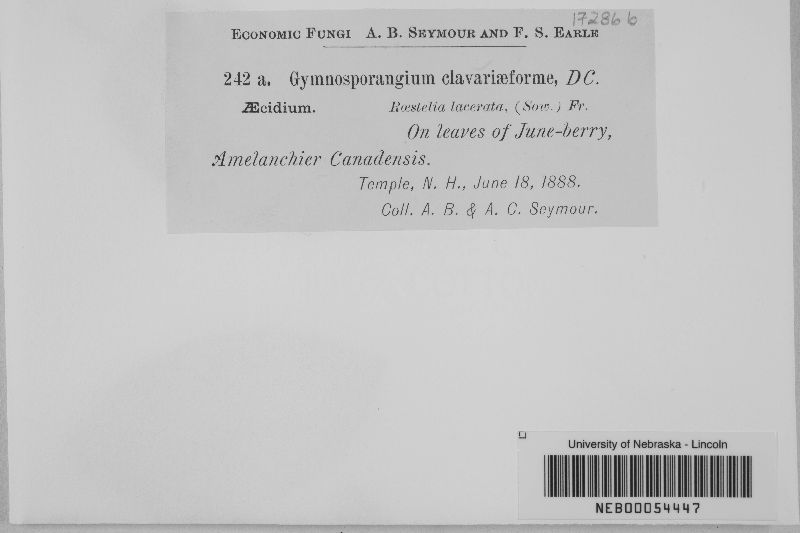 172866
ECONOMIC FUNGI A. B. SEYMOUR AND F. S. EARLE
242 a. Gymnosporangium clavariæforme, DC.
Æcidium. Rœstelia lacerata, (Sow.) Fr.
On leaves of June-berry,
Amelanchier Canadensis.
Temple, N. H., June 18, 1888.
Coll. A. B. & A. C. Seymour.
University of Nebraska - Lincoln
NEB00054447